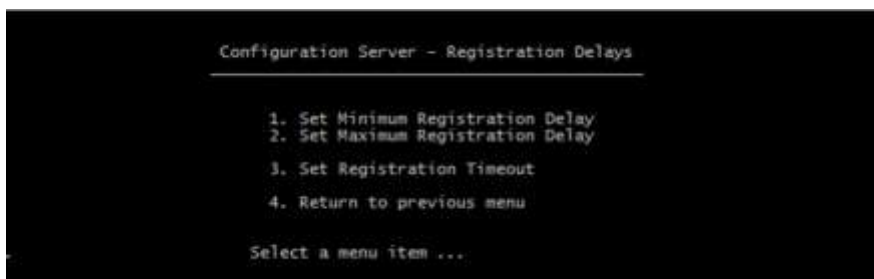 Configuration Server - Registration Delays
1. Set Minimum Registration Delay
2. Set Maximum Registration Delay
3. Set Registration Timeout
4. Return to previous menu
Select a menu item ...